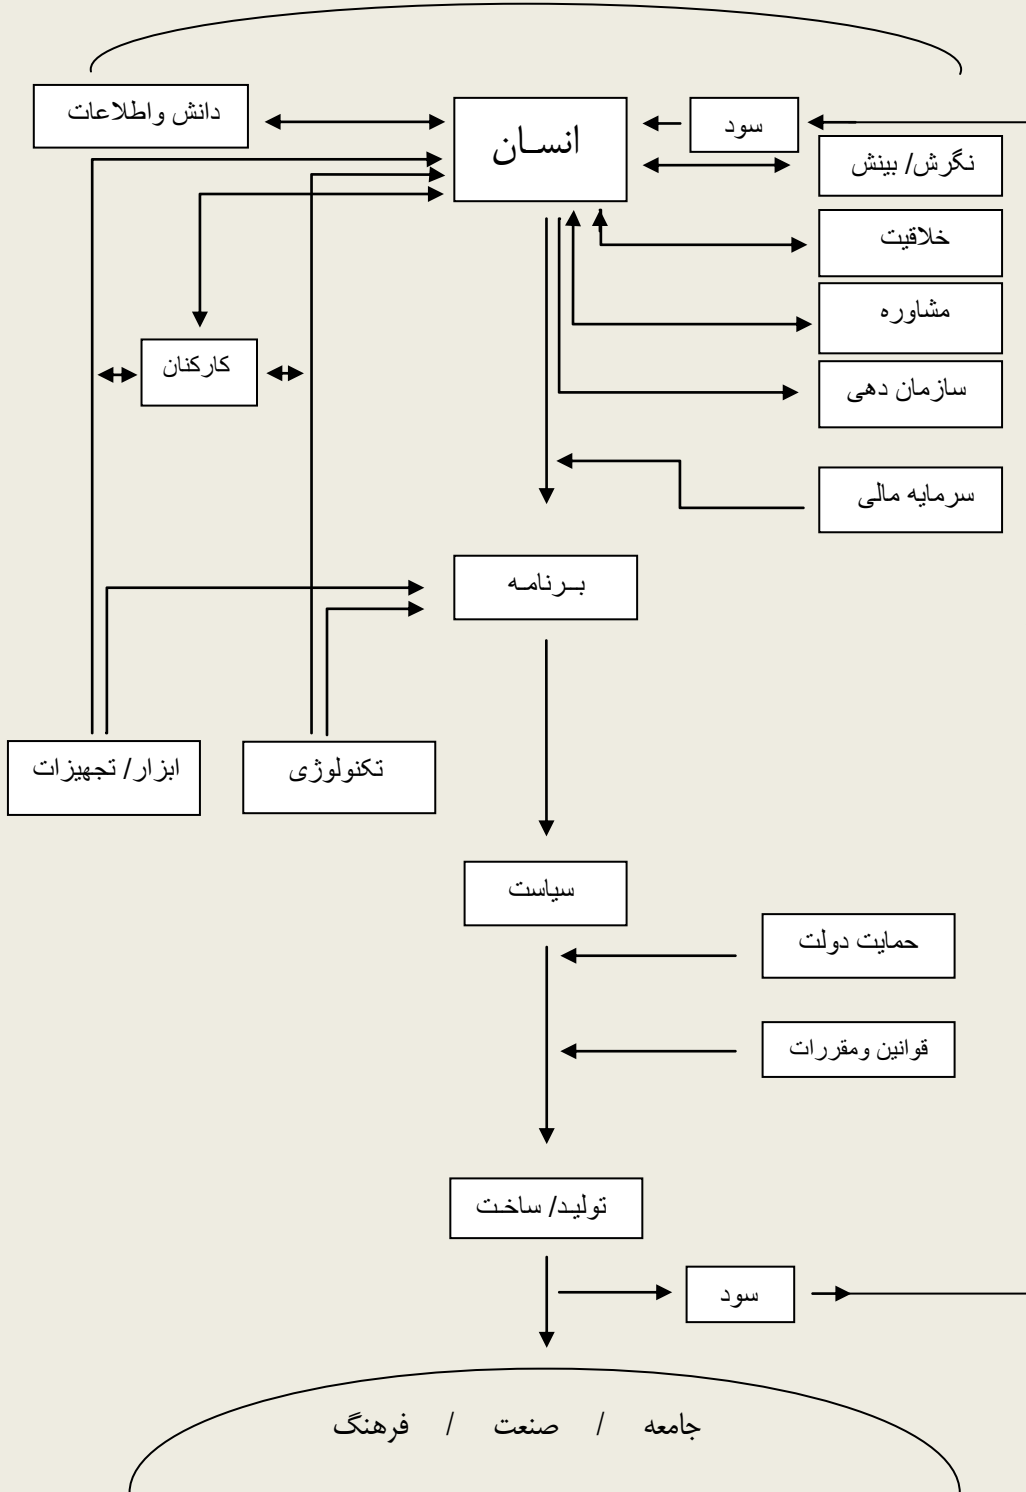 دانش واطلاعات
انسـان
سود
نگرش/ بینش
خلاقیت
مشاوره
سازمان دهی
کارکنان
سرمایه مالی
بـرنامـه
ابزار/ تجهیزات
تکنولوژی
سیاست
حمایت دولت
قوانین ومقررات
تولیـد/ ساخـت
سود
جامعه / صنعت / فرهنگ